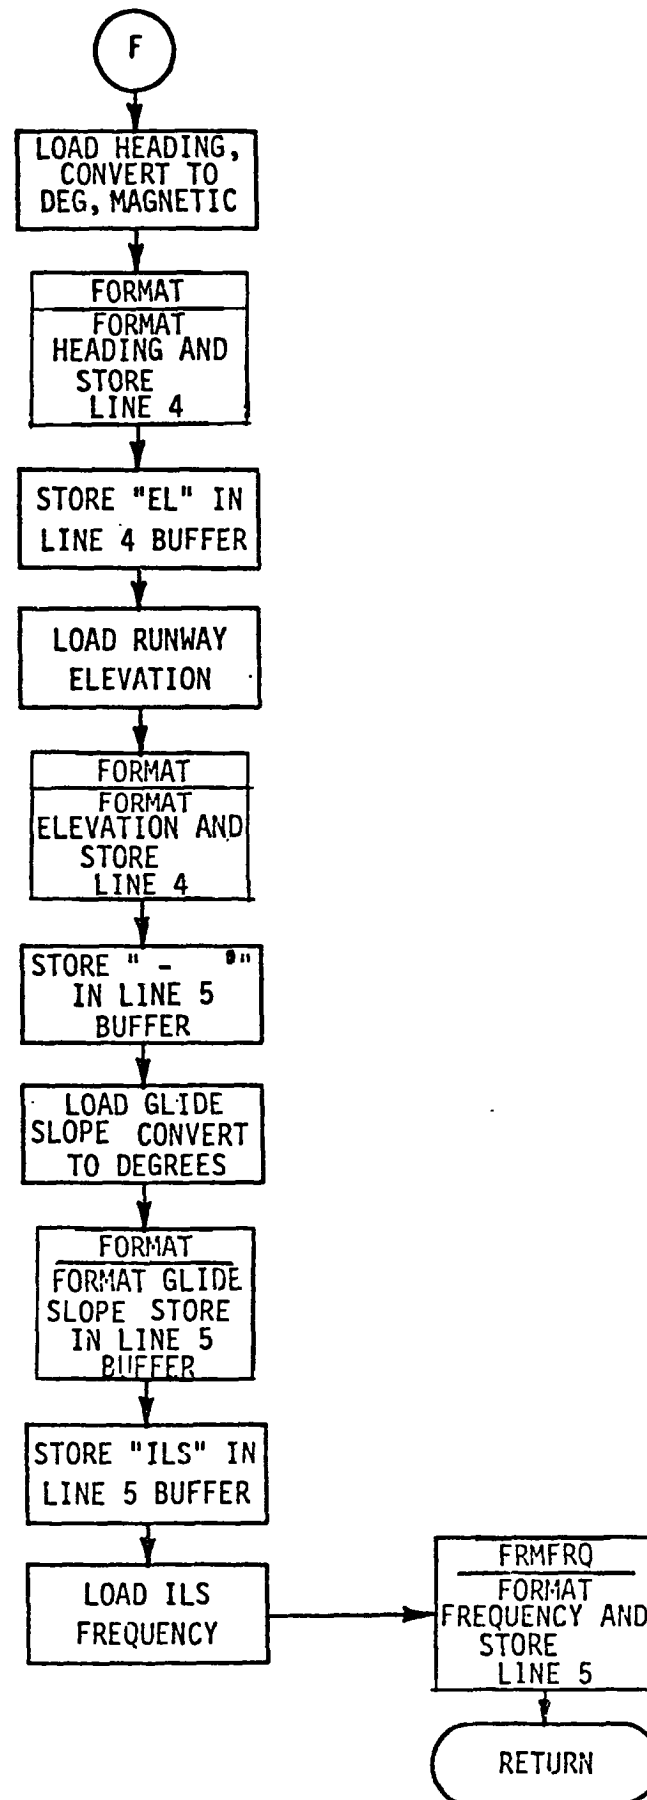 F
LOAD HEADING,
CONVERT TO
DEG, MAGNETIC
FORMAT
FORMAT
HEADING AND
STORE
LINE 4
STORE "EL" IN
LINE 4 BUFFER
LOAD RUNWAY
ELEVATION
FORMAT
FORMAT
ELEVATION AND
STORE
LINE 4
STORE " - °"
IN LINE 5
BUFFER
LOAD GLIDE
SLOPE CONVERT
TO DEGREES
FORMAT
FORMAT GLIDE
SLOPE STORE
IN LINE 5
BUFFER
STORE "ILS" IN
LINE 5 BUFFER
LOAD ILS
FREQUENCY
FRMFRQ
FORMAT
FREQUENCY AND
STORE
LINE 5
RETURN